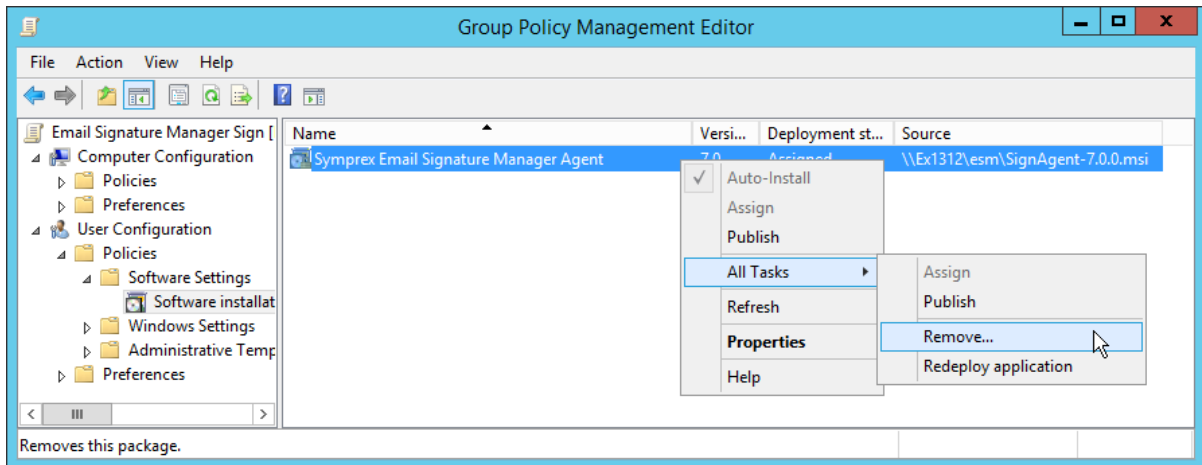 Group Policy Management Editor
File Action View Help
Email Signature Manager Sign [
Computer Configuration
Policies
Preferences
User Configuration
Policies
Software Settings
Software installat
Windows Settings
Administrative Temp
Preferences
Name Versi... Deployment st... Source
Symprex Email Signature Manager Agent 7.0 Assigned \\Ex1312\esm\SignAgent-7.0.0.msi
Auto-Install
Assign
Publish
All Tasks
Refresh
Properties
Help
Assign
Publish
Remove...
Redeploy application
Removes this package.